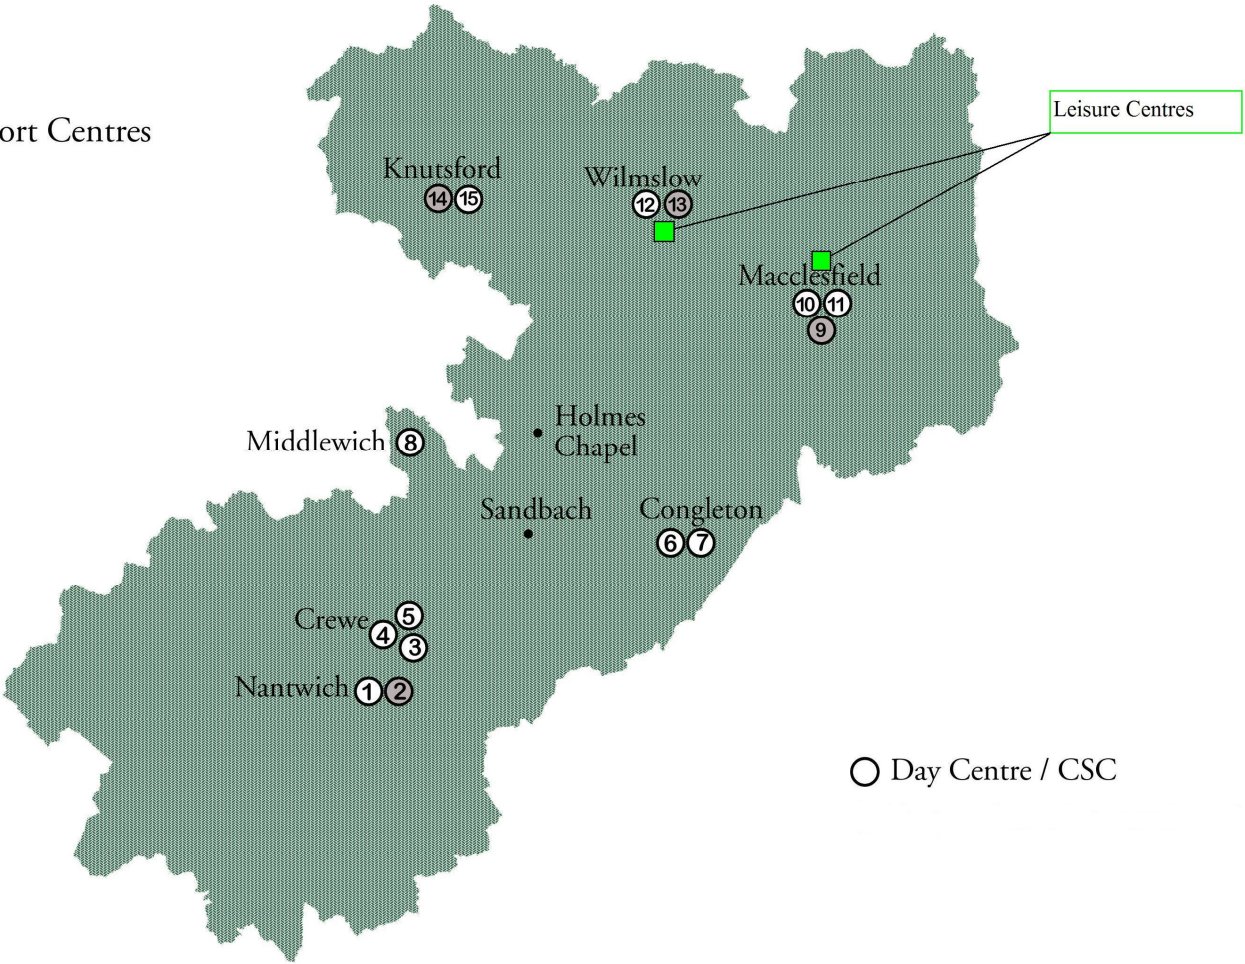 Leisure Centres
ort Centres
Knutsford
14 15
Wilmslow
12 13
Macclesfield
10 11
9
Holmes
Chapel
Middlewich 8
Sandbach
Congleton
6 7
Crewe
5
4
3
Nantwich 1 2
Day Centre / CSC